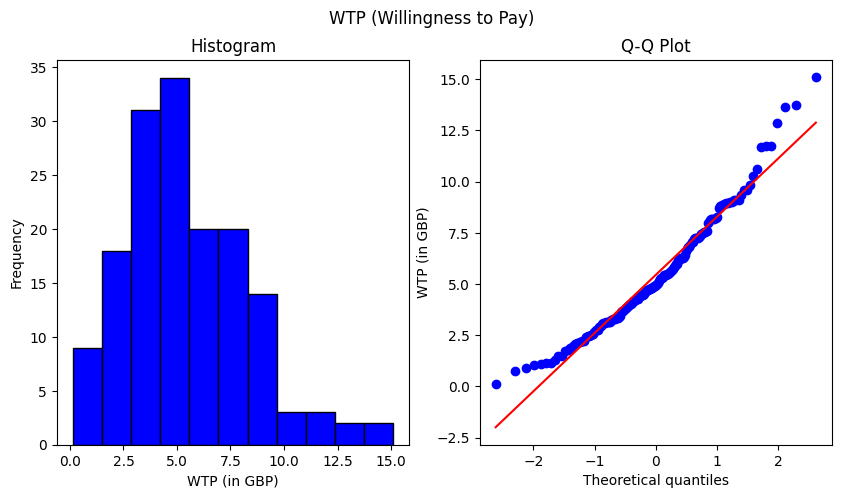 WTP (Willingness to Pay)
Histogram
Frequency
35
30
25
20
15
10
5
0
0.0 2.5 5.0 7.5 10.0 12.5 15.0
WTP (in GBP)
Q-Q Plot
WTP (in GBP)
15.0
12.5
10.0
7.5
5.0
2.5
0.0
−2.5
−2 −1 0 1 2
Theoretical quantiles